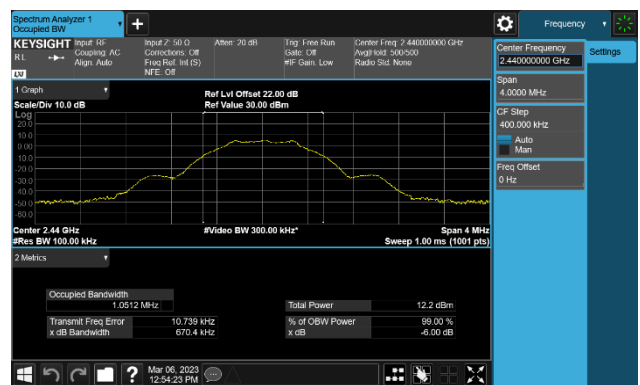 Spectrum Analyzer 1
Occupied BW
Frequency
KEYSIGHT
R L
Input: RF
Coupling: AC
Align: Auto
Input Z: 50 Ω
Corrections: Off
Freq Ref: Int (S)
NFE: Off
Atten: 20 dB
Trig: Free Run
Gate: Off
#IF Gain: Low
Center Freq: 2.440000000 GHz
Avg|Hold: 500/500
Radio Std: None
Center Frequency
2.440000000 GHz
Settings
Span
4.0000 MHz
CF Step
400.000 kHz
Auto
Man
Freq Offset
0 Hz
1 Graph
Scale/Div 10.0 dB
Ref Lvl Offset 22.00 dB
Ref Value 30.00 dBm
Log
20.0
10.0
0.00
-10.0
-20.0
-30.0
-40.0
-50.0
-60.0
Center 2.44 GHz
#Res BW 100.00 kHz
#Video BW 300.00 kHz*
Span 4 MHz
Sweep 1.00 ms (1001 pts)
2 Metrics
Occupied Bandwidth
1.0512 MHz
Total Power 12.2 dBm
Transmit Freq Error 10.739 kHz
% of OBW Power 99.00 %
x dB Bandwidth 670.4 kHz
x dB -6.00 dB
?
Mar 06, 2023
12:54:23 PM